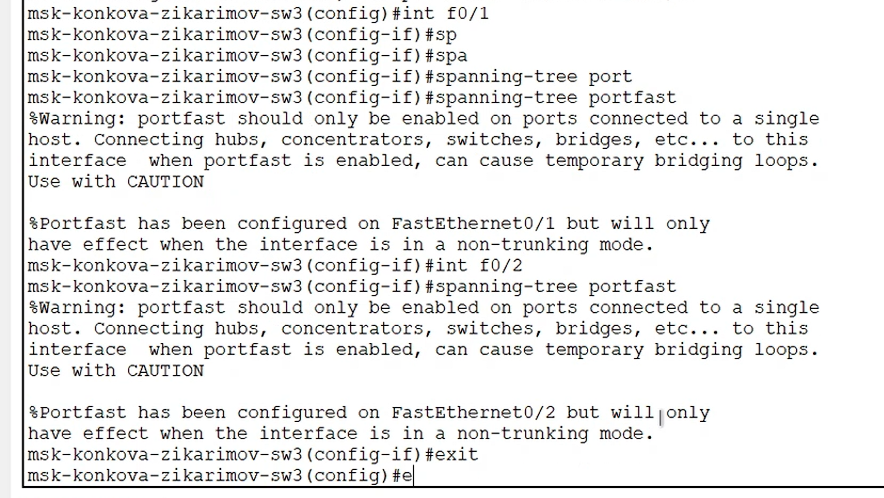 msk-konkova-zikarimov-sw3(config)#int f0/1
msk-konkova-zikarimov-sw3(config-if)#sp
msk-konkova-zikarimov-sw3(config-if)#spa
msk-konkova-zikarimov-sw3(config-if)#spanning-tree port
msk-konkova-zikarimov-sw3(config-if)#spanning-tree portfast
%Warning: portfast should only be enabled on ports connected to a single
host. Connecting hubs, concentrators, switches, bridges, etc... to this
interface  when portfast is enabled, can cause temporary bridging loops.
Use with CAUTION

%Portfast has been configured on FastEthernet0/1 but will only
have effect when the interface is in a non-trunking mode.
msk-konkova-zikarimov-sw3(config-if)#int f0/2
msk-konkova-zikarimov-sw3(config-if)#spanning-tree portfast
%Warning: portfast should only be enabled on ports connected to a single
host. Connecting hubs, concentrators, switches, bridges, etc... to this
interface  when portfast is enabled, can cause temporary bridging loops.
Use with CAUTION

%Portfast has been configured on FastEthernet0/2 but will only
have effect when the interface is in a non-trunking mode.
msk-konkova-zikarimov-sw3(config-if)#exit
msk-konkova-zikarimov-sw3(config)#e